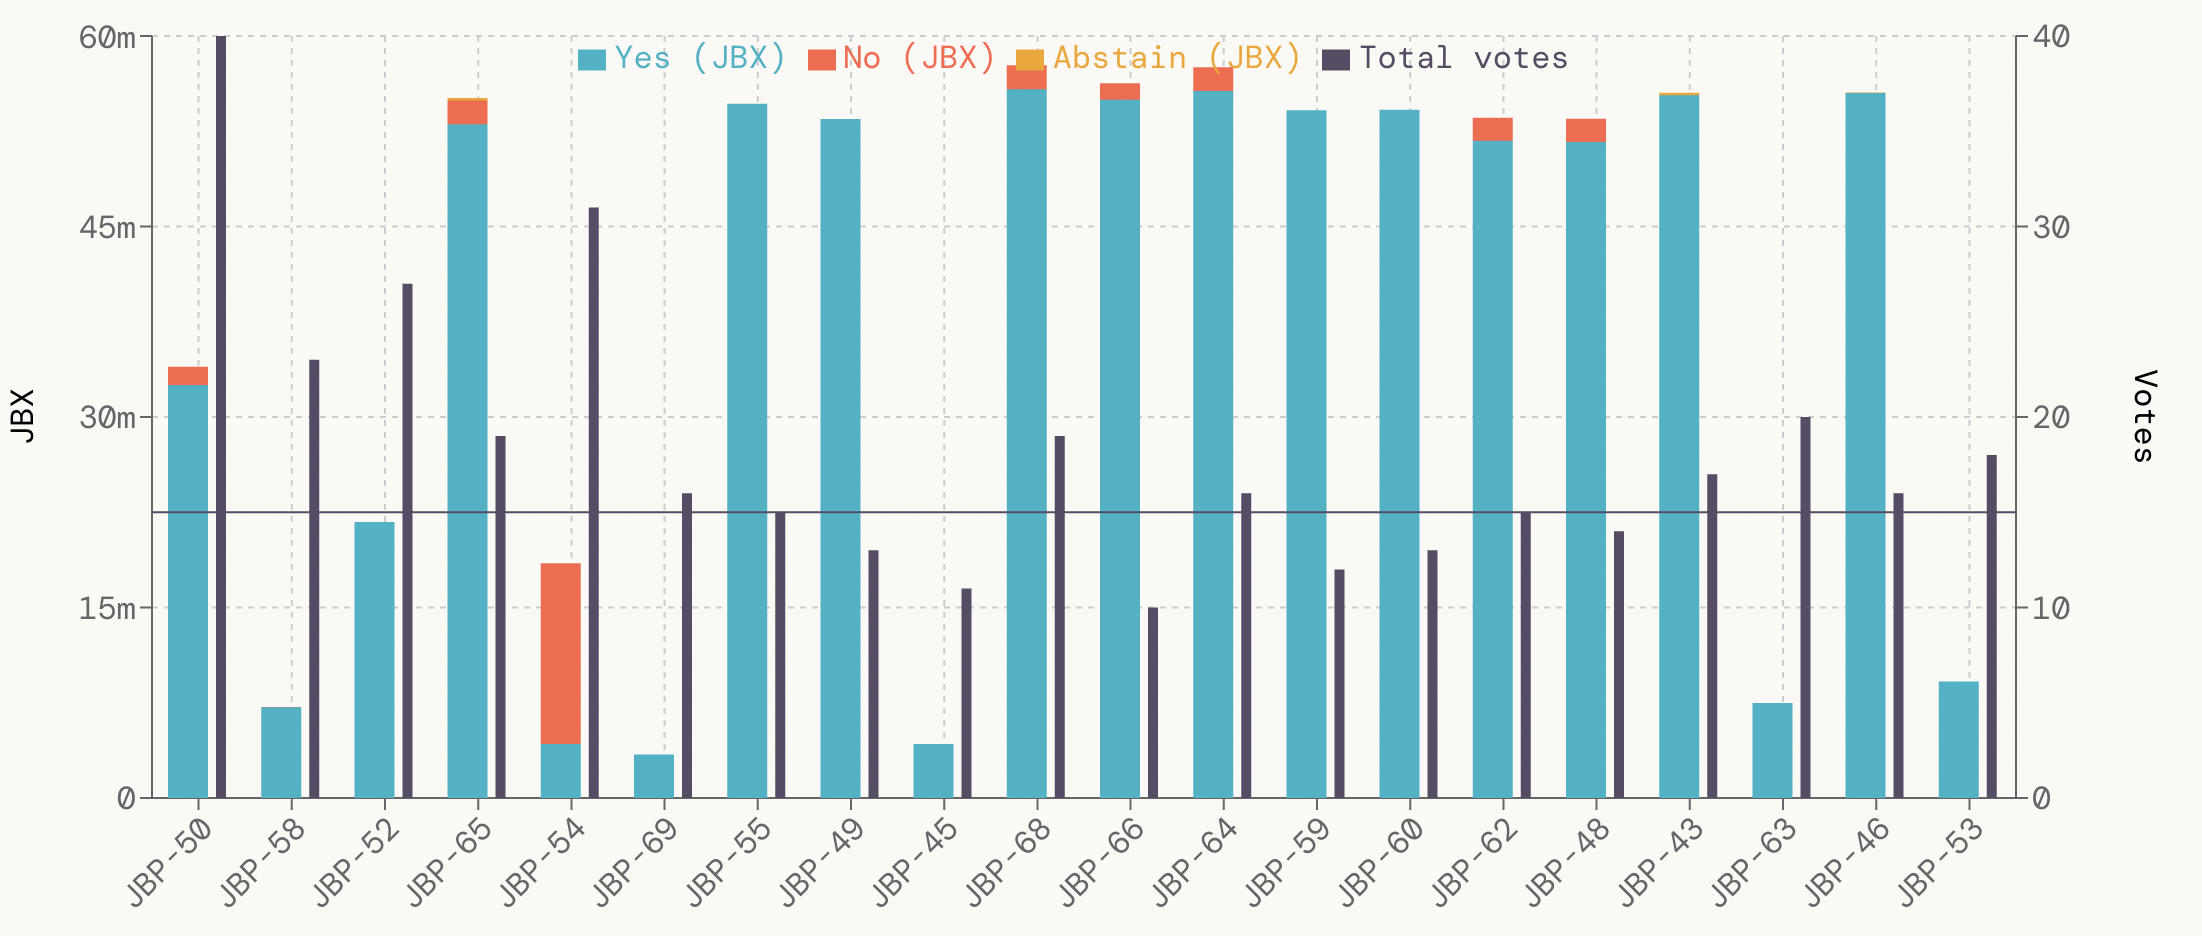 Yes (JBX) No (JBX) Abstain (JBX) Total votes
60m
45m
30m
15m
0
JBX
40
30
20
10
0
Votes
JBP-50
JBP-58
JBP-52
JBP-65
JBP-54
JBP-69
JBP-55
JBP-49
JBP-45
JBP-68
JBP-66
JBP-64
JBP-59
JBP-60
JBP-62
JBP-48
JBP-43
JBP-63
JBP-46
JBP-53